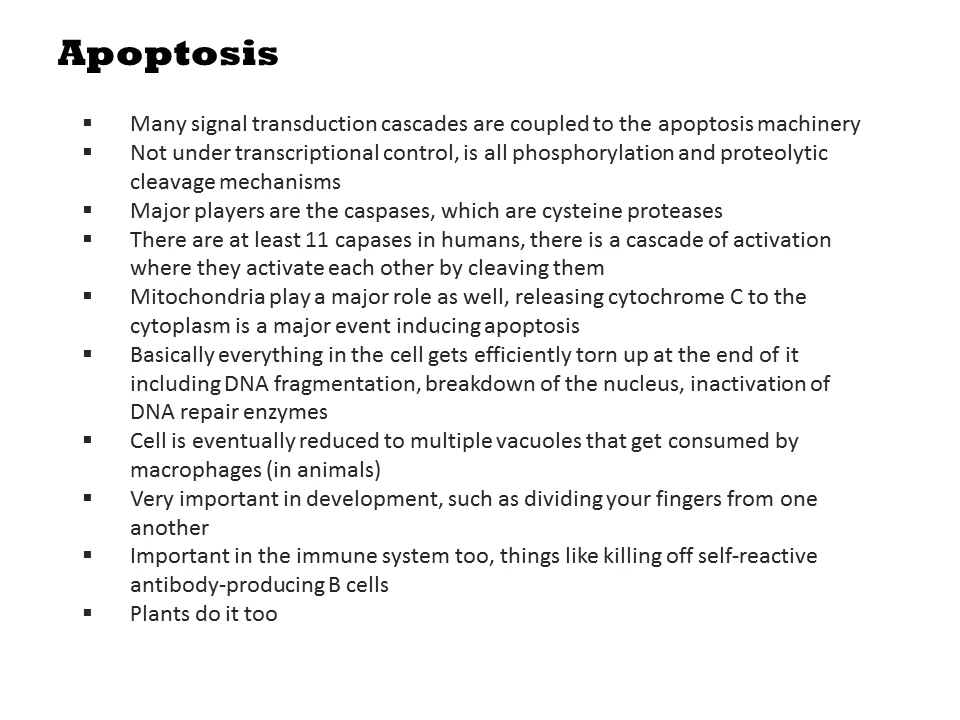 Apoptosis
▪ Many signal transduction cascades are coupled to the apoptosis machinery
▪ Not under transcriptional control, is all phosphorylation and proteolytic
cleavage mechanisms
▪ Major players are the caspases, which are cysteine proteases
▪ There are at least 11 capases in humans, there is a cascade of activation
where they activate each other by cleaving them
▪ Mitochondria play a major role as well, releasing cytochrome C to the
cytoplasm is a major event inducing apoptosis
▪ Basically everything in the cell gets efficiently torn up at the end of it
including DNA fragmentation, breakdown of the nucleus, inactivation of
DNA repair enzymes
▪ Cell is eventually reduced to multiple vacuoles that get consumed by
macrophages (in animals)
▪ Very important in development, such as dividing your fingers from one
another
▪ Important in the immune system too, things like killing off self-reactive
antibody-producing B cells
▪ Plants do it too